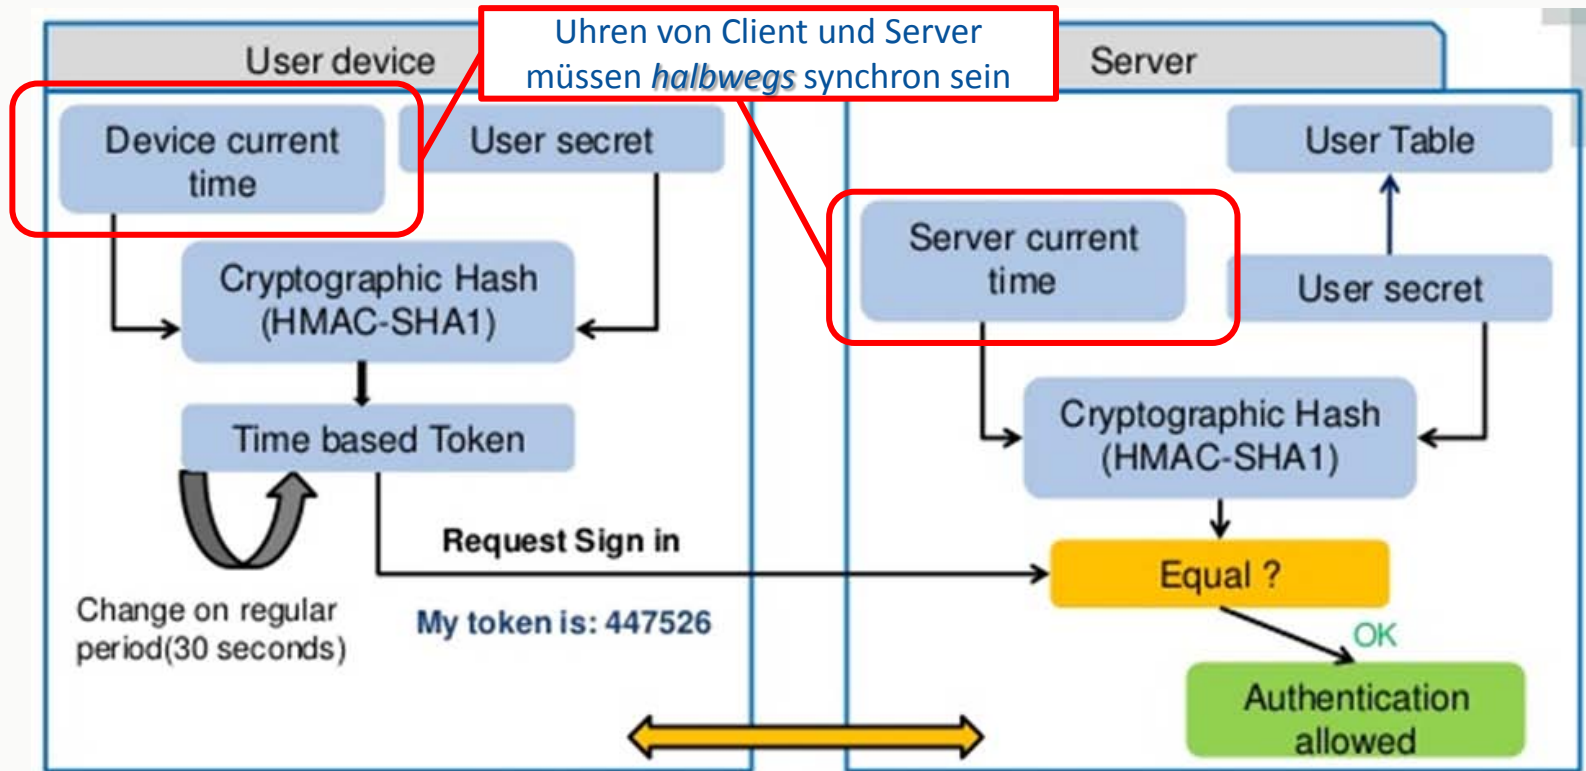 User device
Uhren von Client und Server
müssen halbwegs synchron sein
Server
Device current
time
User secret
Cryptographic Hash
(HMAC-SHA1)
Time based Token
Change on regular
period(30 seconds)
Request Sign in
My token is: 447526
User Table
Server current
time
User secret
Cryptographic Hash
(HMAC-SHA1)
Equal ?
OK
Authentication
allowed